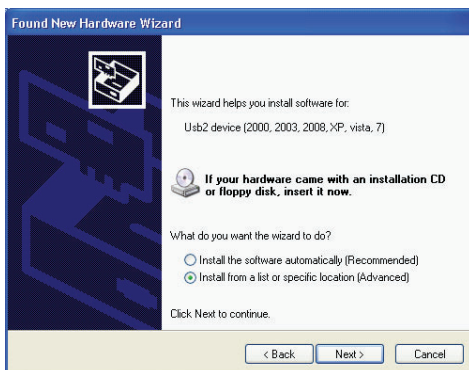 Found New Hardware Wizard
This wizard helps you install software for:
Usb2 device (2000, 2003, 2008, XP, vista, 7)
If your hardware came with an installation CD
or floppy disk, insert it now.
What do you want the wizard to do?
Install the software automatically (Recommended)
Install from a list or specific location (Advanced)
Click Next to continue.
< Back Next > Cancel